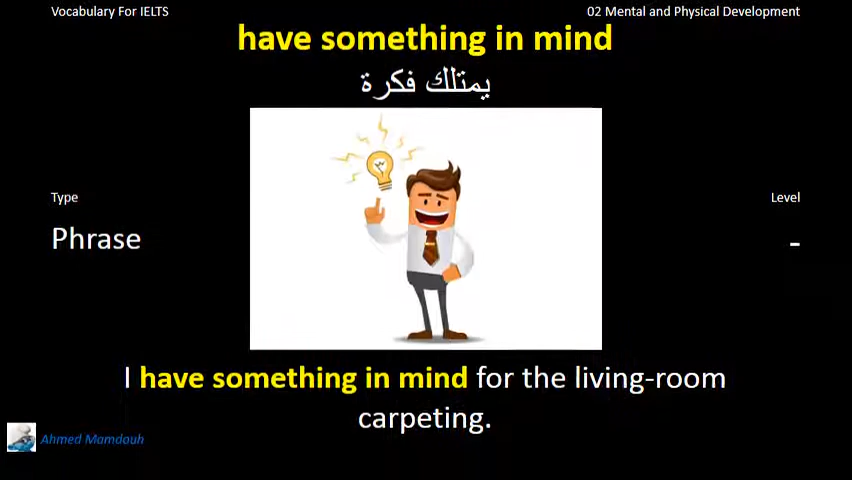 Vocabulary For IELTS
02 Mental and Physical Development
have something in mind
يمتلك فكرة
Type
Level
Phrase
-
I have something in mind for the living-room
carpeting.
Ahmed Mamdouh